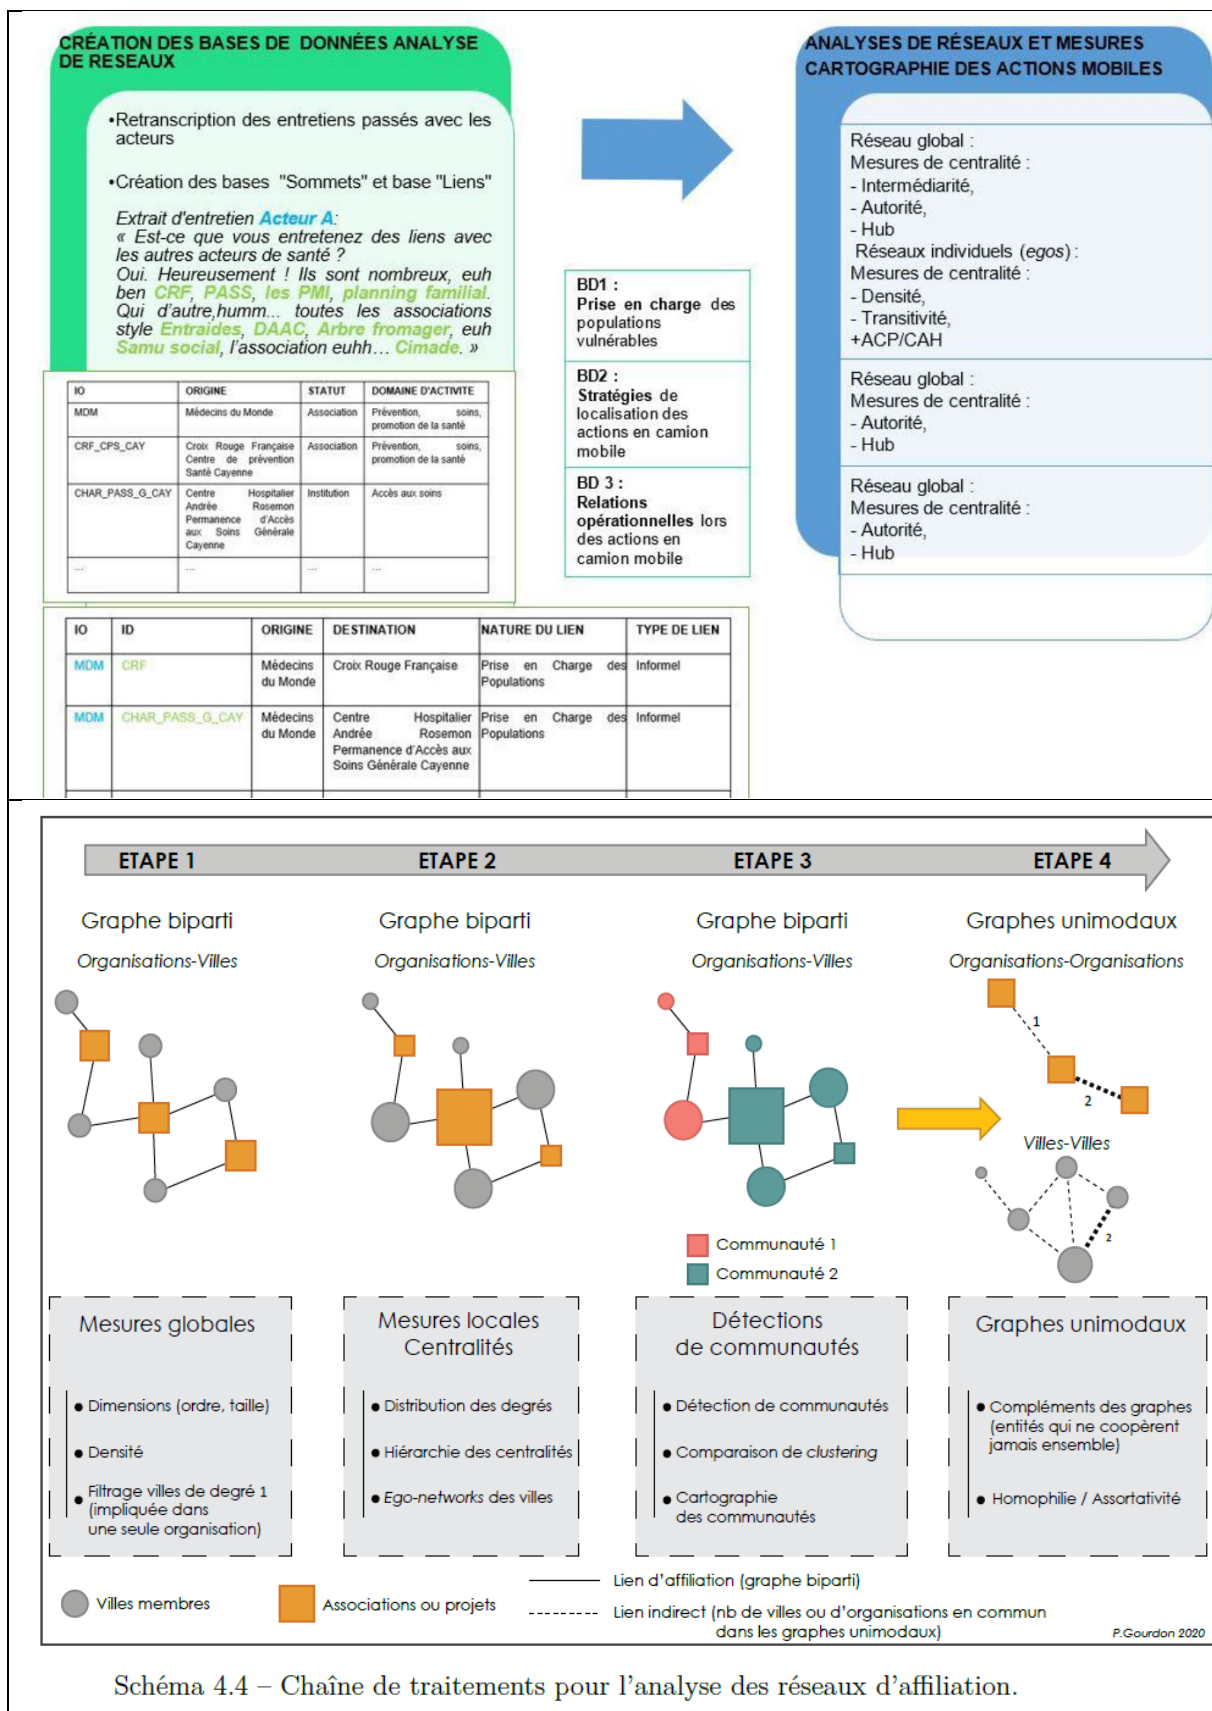 CRÉATION DES BASES DE DONNÉES ANALYSE
DE RESEAUX
•Retranscription des entretiens passés avec les
acteurs
•Création des bases "Sommets" et base "Liens"
Extrait d'entretien Acteur A:
« Est-ce que vous entretenez des liens avec
les autres acteurs de santé ?
Oui. Heureusement ! Ils sont nombreux, euh
ben CRF, PASS, les PMI, planning familial.
Qui d'autre,humm... toutes les associations
style Entraides, DAAC, Arbre fromager, euh
Samu social, l'association euhh… Cimade. »
IO ORIGINE STATUT DOMAINE D'ACTIVITE
MDM Médecins du Monde Association Prévention, soins,
promotion de la santé
CRF_CPS_CAY Croix Rouge Française Association Prévention, soins,
Centre de prévention promotion de la santé
Santé Cayenne
CHAR_PASS_G_CAY Centre Hospitalier Institution Accès aux soins
Andrée Rosemon
Permanence d'Accès
aux Soins Générale
Cayenne
... ... ... ...
IO ID ORIGINE DESTINATION NATURE DU LIEN TYPE DE LIEN
MDM CRF Médecins Croix Rouge Française Prise en Charge des Informel
du Monde Populations
MDM CHAR_PASS_G_CAY Médecins Centre Hospitalier Prise en Charge des Informel
du Monde Andrée Rosemon Populations
Permanence d'Accès aux
Soins Générale Cayenne
BD1 :
Prise en charge des
populations
vulnérables
BD2 :
Stratégies de
localisation des
actions en camion
mobile
BD 3 :
Relations
opérationnelles lors
des actions en
camion mobile
ANALYSES DE RÉSEAUX ET MESURES
CARTOGRAPHIE DES ACTIONS MOBILES
Réseau global :
Mesures de centralité :
- Intermédiarité,
- Autorité,
- Hub
Réseaux individuels (egos) :
Mesures de centralité :
- Densité,
- Transitivité,
+ACP/CAH
Réseau global :
Mesures de centralité :
- Autorité,
- Hub
Réseau global :
Mesures de centralité :
- Autorité,
- Hub
ETAPE 1 ETAPE 2 ETAPE 3 ETAPE 4
Graphe biparti Graphe biparti Graphe biparti Graphes unimodaux
Organisations-Villes Organisations-Villes Organisations-Villes Organisations-Organisations
1
2
Villes-Villes
2
Communauté 1
Communauté 2
Mesures globales
• Dimensions (ordre, taille)
• Densité
• Filtrage villes de degré 1
(impliquée dans
une seule organisation)
Mesures locales
Centralités
• Distribution des degrés
• Hiérarchie des centralités
• Ego-networks des villes
Détections
de communautés
• Détection de communautés
• Comparaison de clustering
• Cartographie
des communautés
Graphes unimodaux
• Compléments des graphes
(entités qui ne coopèrent
jamais ensemble)
• Homophilie / Assortativité
Villes membres
Associations ou projets
Lien d'affiliation (graphe biparti)
Lien indirect (nb de villes ou d'organisations en commun
dans les graphes unimodaux)
P.Gourdon 2020
Schéma 4.4 – Chaîne de traitements pour l'analyse des réseaux d'affiliation.